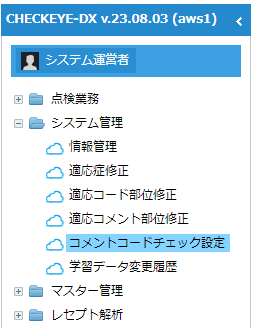 CHECKEYE-DX v.23.08.03 (aws1)
システム運営者
点検業務
システム管理
情報管理
適応症修正
適応コード部位修正
適応コメント部位修正
コメントコードチェック設定
学習データ変更履歴
マスター管理
レセプト解析